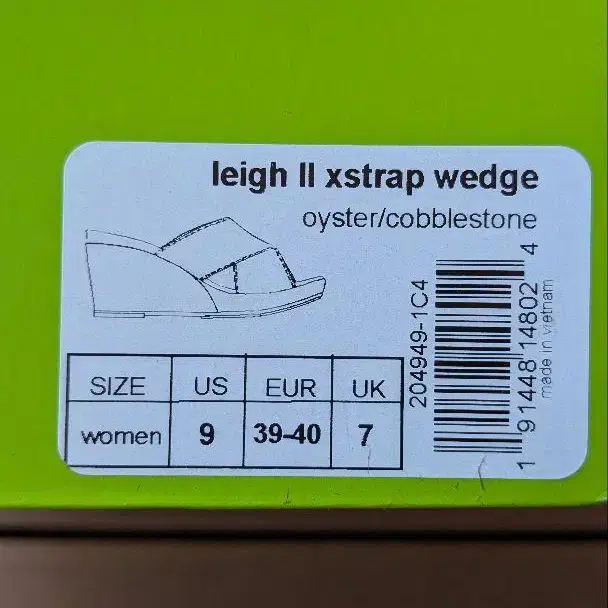 leigh ll xstrap wedge
oyster/cobblestone
SIZE US EUR UK
women 9 39-40 7
204949-1C4
1 91448 14802 4
made in vietnam